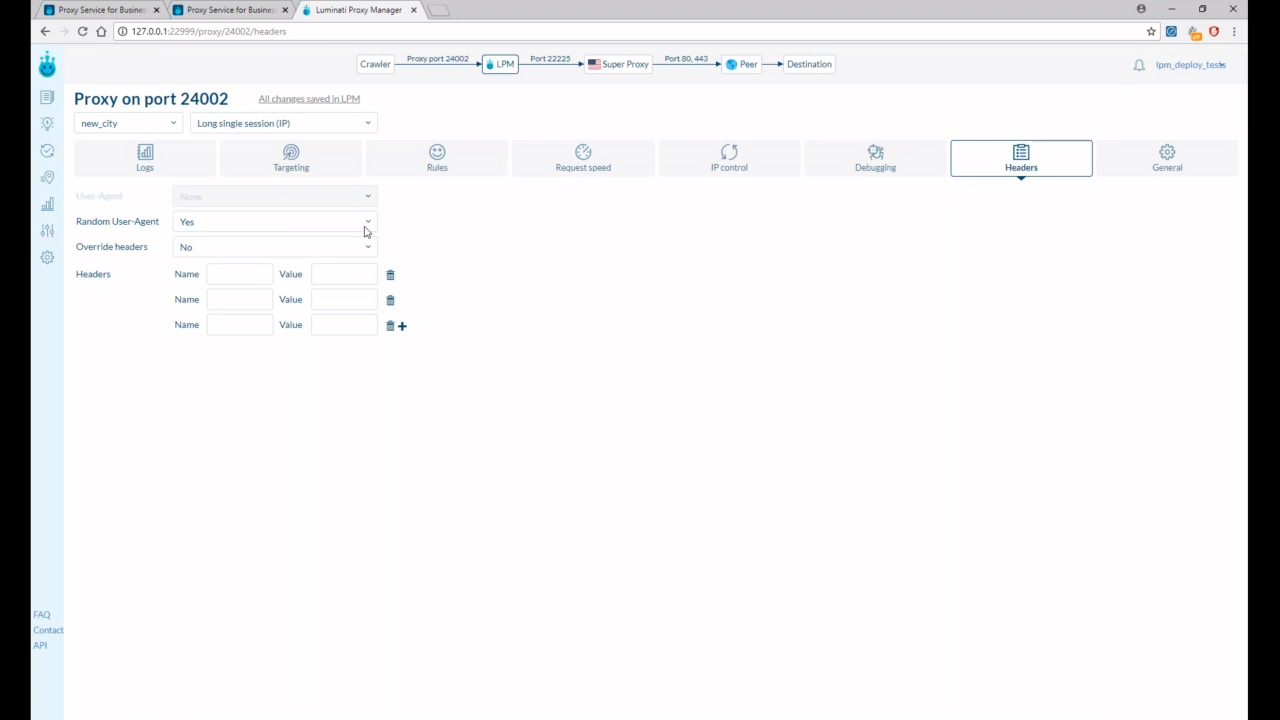 Proxy Service for Busines
Proxy Service for Busines
Luminati Proxy Manager
127.0.0.1:22999/proxy/24002/headers
Crawler
Proxy port 24002
LPM
Port 22225
Super Proxy
Port 80, 443
Peer
Destination
lpm_deploy_tests
Proxy on port 24002
All changes saved in LPM
new_city
Long single session (IP)
Logs
Targeting
Rules
Request speed
IP control
Debugging
Headers
General
User-Agent
None
Random User-Agent
Yes
Override headers
No
Headers
Name
Value
Name
Value
Name
Value
FAQ
Contact
API